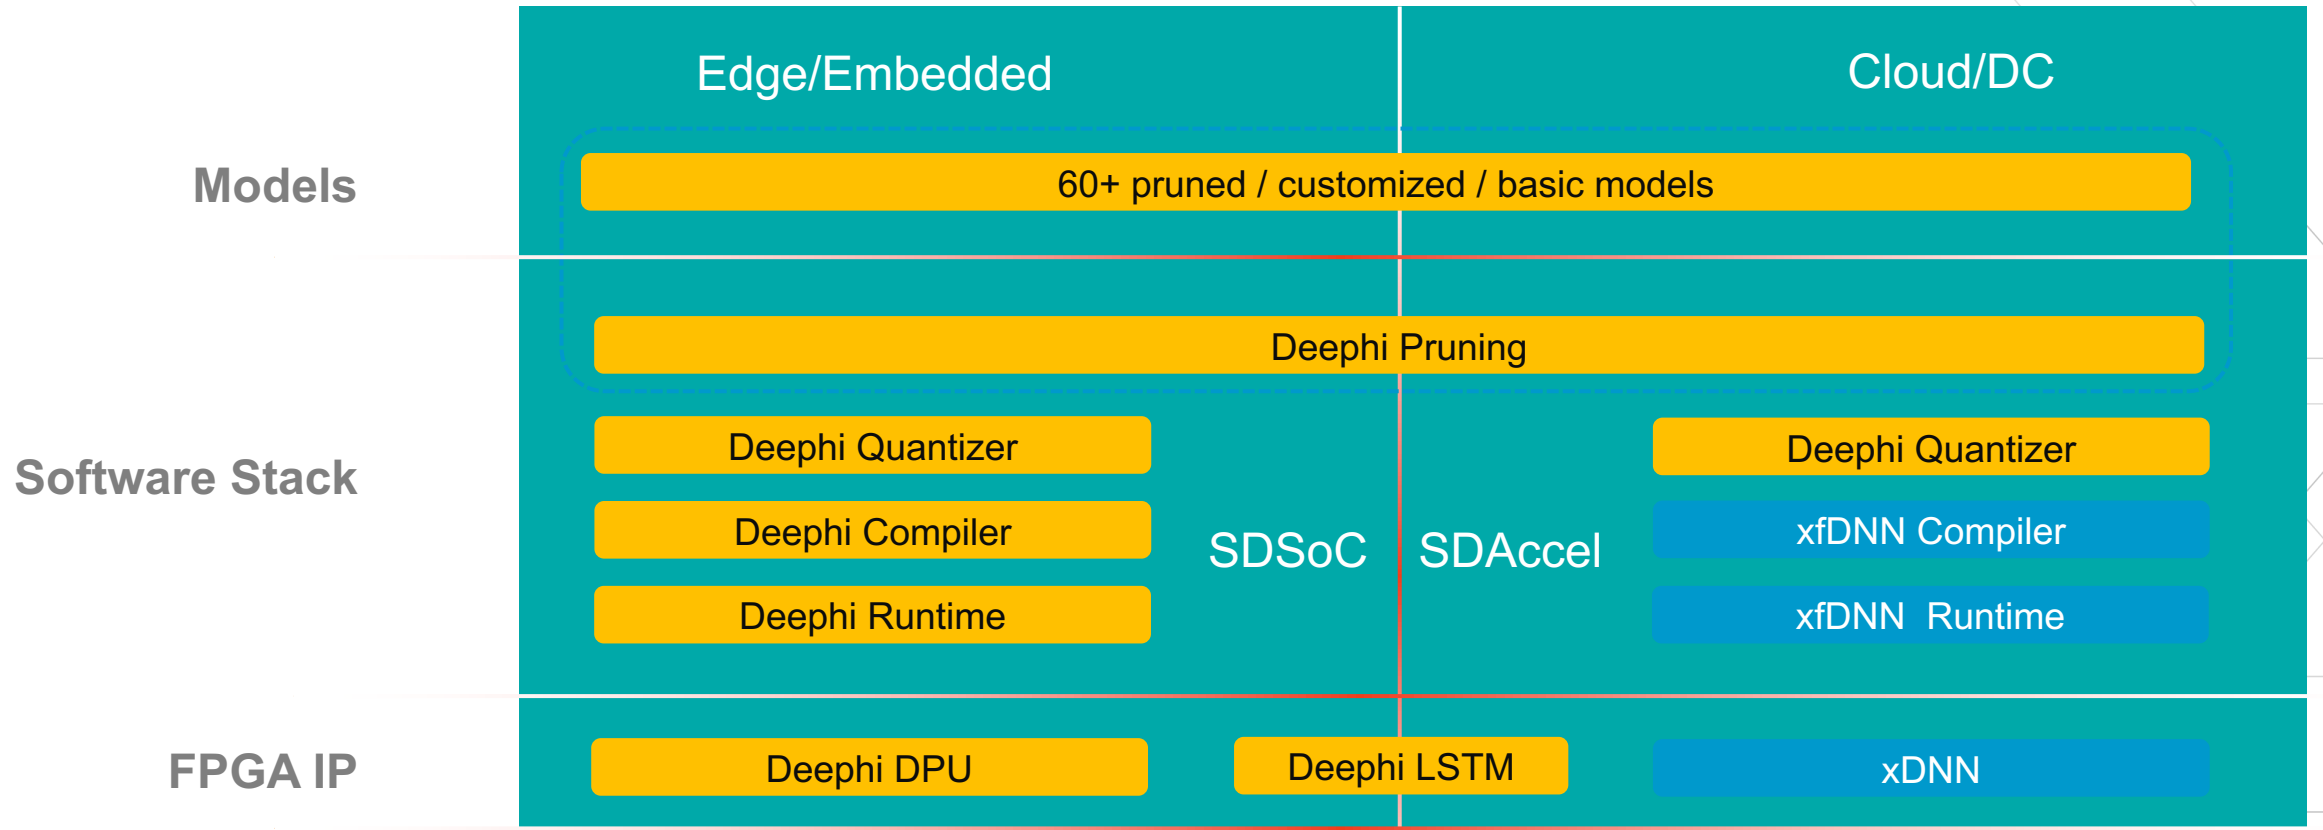 Edge/Embedded
Cloud/DC
Models
60+ pruned / customized / basic models
Deephi Pruning
Software Stack
Deephi Quantizer
Deephi Quantizer
Deephi Compiler
SDSoC
SDAccel
xfDNN Compiler
Deephi Runtime
xfDNN Runtime
FPGA IP
Deephi DPU
Deephi LSTM
xDNN